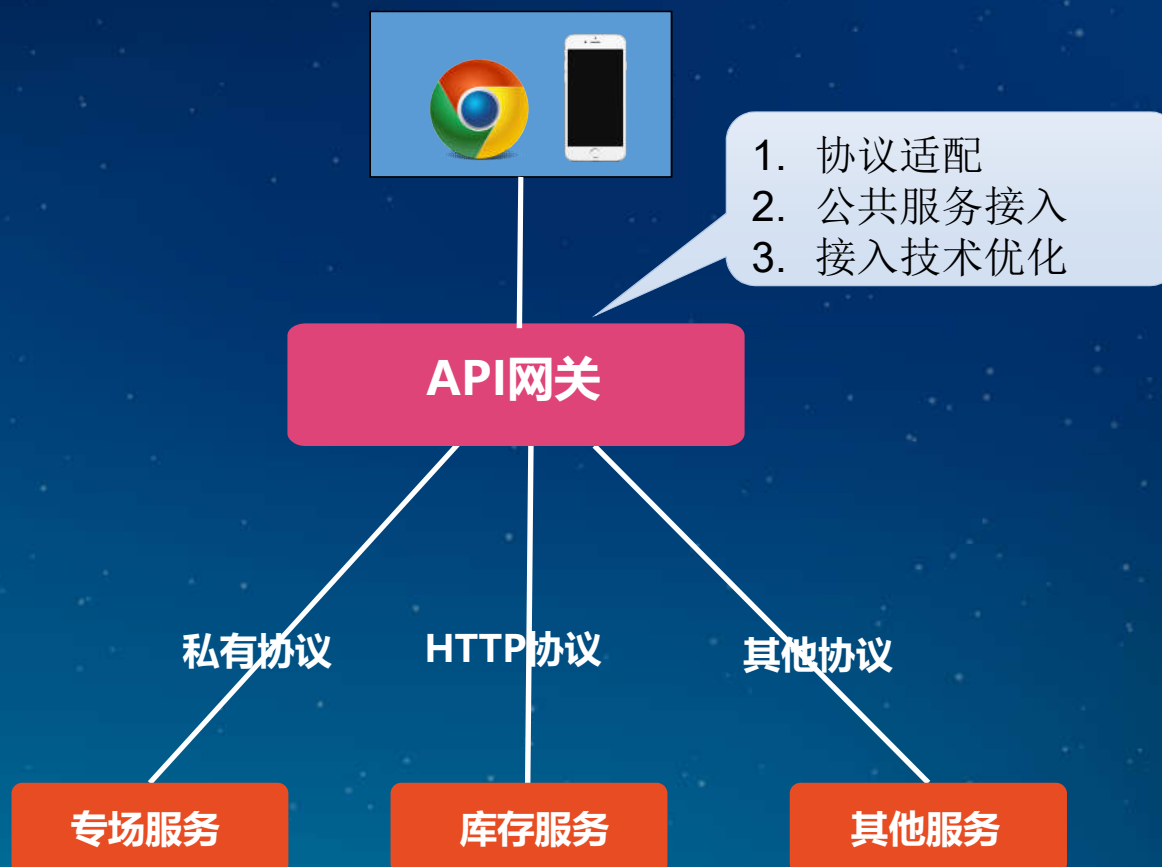 1. 协议适配
2. 公共服务接入
3. 接入技术优化
API网关
私有协议
HTTP协议
其他协议
专场服务
库存服务
其他服务